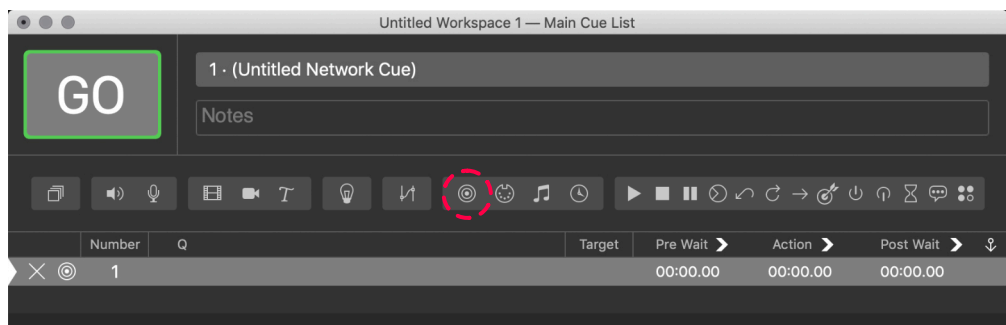 Untitled Workspace 1 — Main Cue List
GO
1 · (Untitled Network Cue)
Notes
Number Q Target Pre Wait Action Post Wait
1 00:00.00 00:00.00 00:00.00